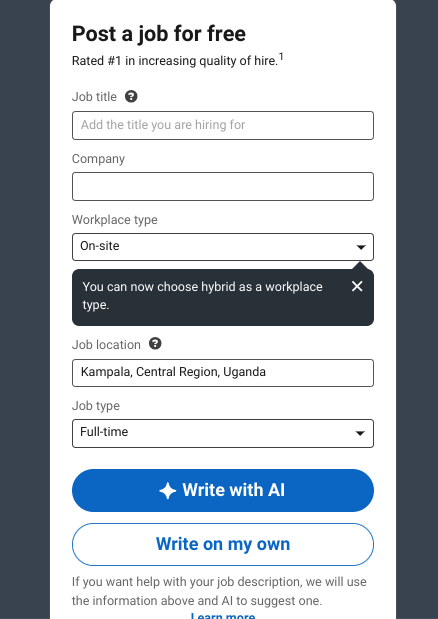 Post a job for free
Rated #1 in increasing quality of hire.1
Job title ?
Add the title you are hiring for
Company
Workplace type
On-site
You can now choose hybrid as a workplace
type.
Job location ?
Kampala, Central Region, Uganda
Job type
Full-time
Write with AI
Write on my own
If you want help with your job description, we will use
the information above and AI to suggest one.
Learn more